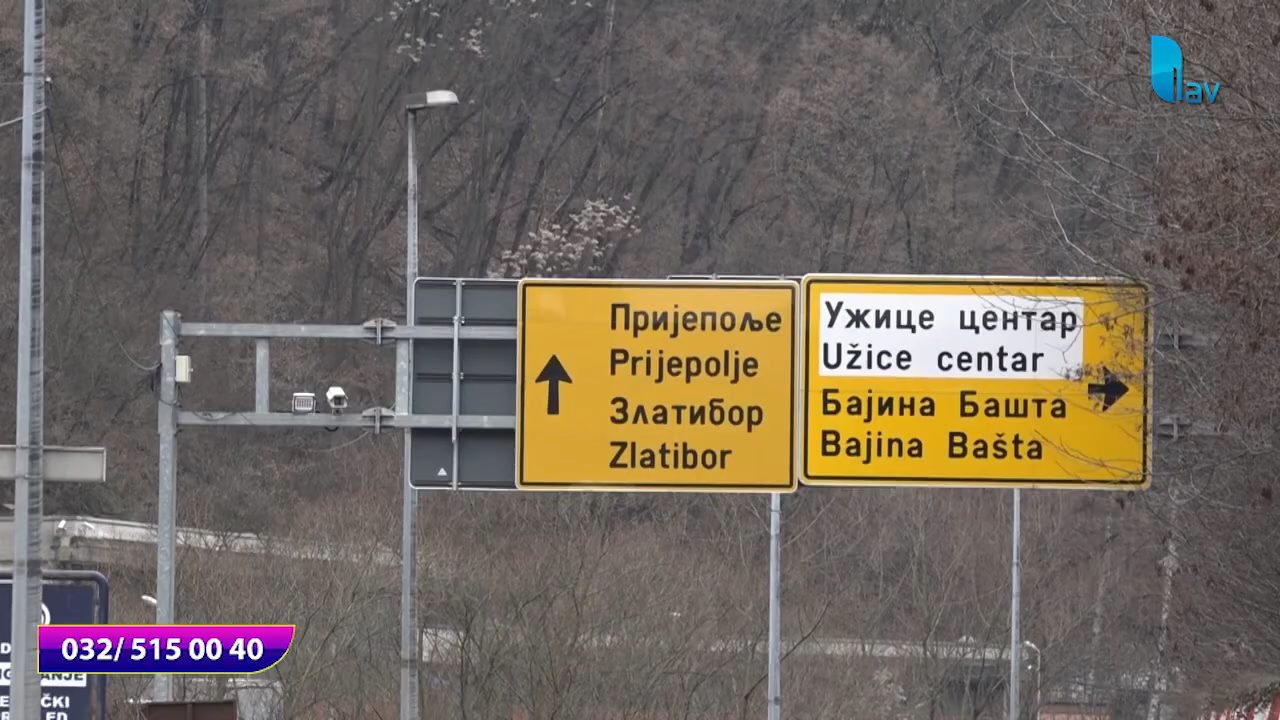 lav
Пријепоље
Prijepolje
Златибор
Zlatibor
Ужице центар
Užice centar
Бајина Башта
Bajina Bašta
032/ 515 00 40